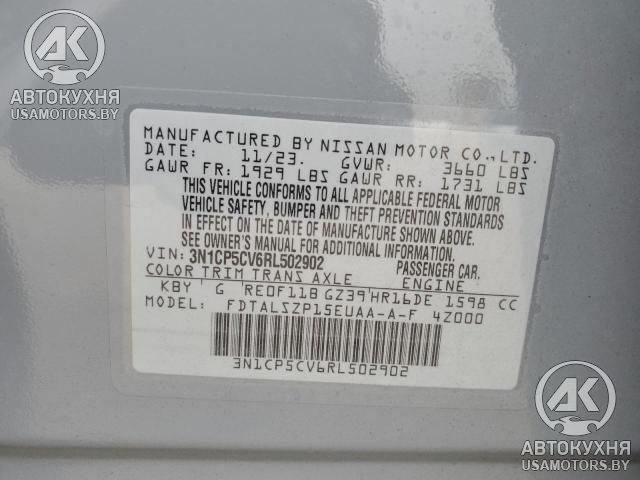 АК
АВТОКУХНЯ
USAMOTORS.BY
MANUFACTURED BY NISSAN MOTOR CO., LTD.
DATE: 11/23. GVWR: 3660 LBS
GAWR FR: 1929 LBS GAWR RR: 1731 LBS
THIS VEHICLE CONFORMS TO ALL APPLICABLE FEDERAL MOTOR
VEHICLE SAFETY, BUMPER AND THEFT PREVENTION STANDARDS
IN EFFECT ON THE DATE OF MANUFACTURE SHOWN ABOVE.
SEE OWNER'S MANUAL FOR ADDITIONAL INFORMATION.
VIN: 3N1CP5CV6RL502902 PASSENGER CAR.
COLOR TRIM TRANS AXLE ENGINE
KBY G RE0F11B GZ39 HR16DE 1598 CC
MODEL: FDTALSZP15EUAA-A-F 4Z000
3N1CP5CV6RL502902
АК
АВТОКУХНЯ
USAMOTORS.BY